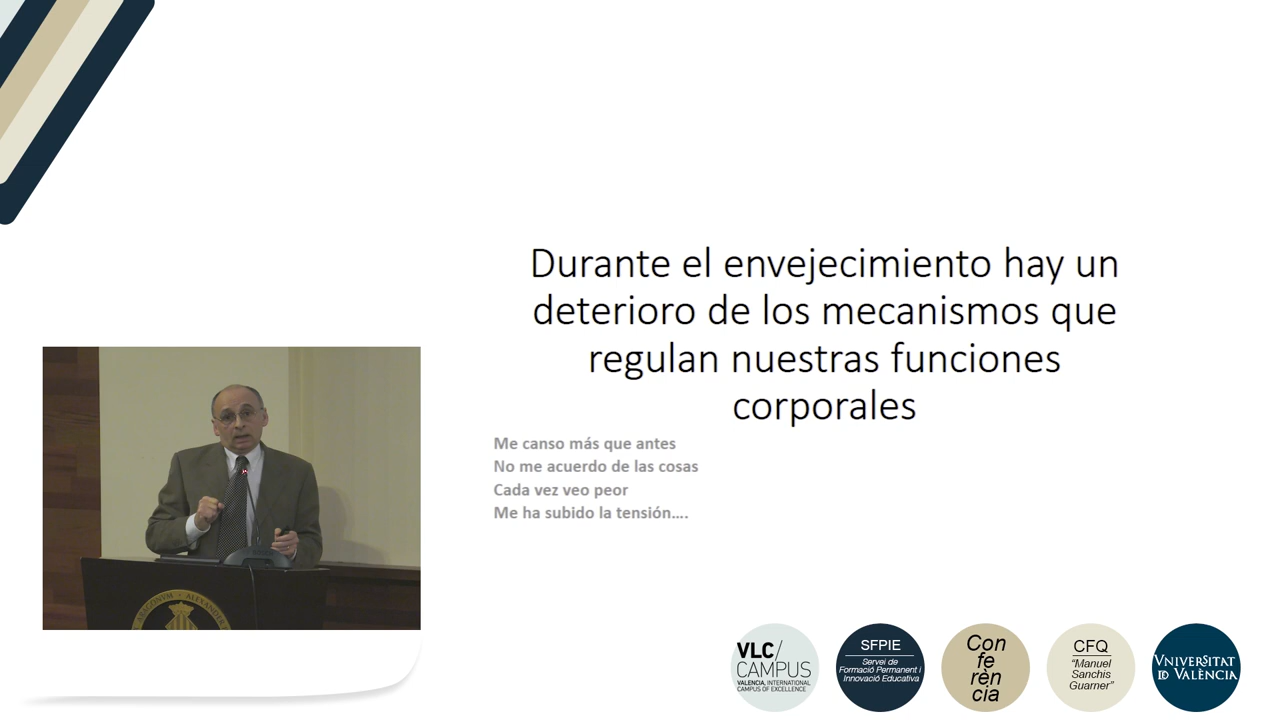 Durante el envejecimiento hay un
deterioro de los mecanismos que
regulan nuestras funciones
corporales
Me canso más que antes
No me acuerdo de las cosas
Cada vez veo peor
Me ha subido la tensión....
VLC/
CAMPUS
VALENCIA, INTERNATIONAL
CAMPUS OF EXCELLENCE
SFPIE
Servei de
Formació Permanent i
Innovació Educativa
Con
fe
rèn
cia
CFQ
“Manuel
Sanchis
Guarner”
VNIVERSITAT
ID VALÈNCIA